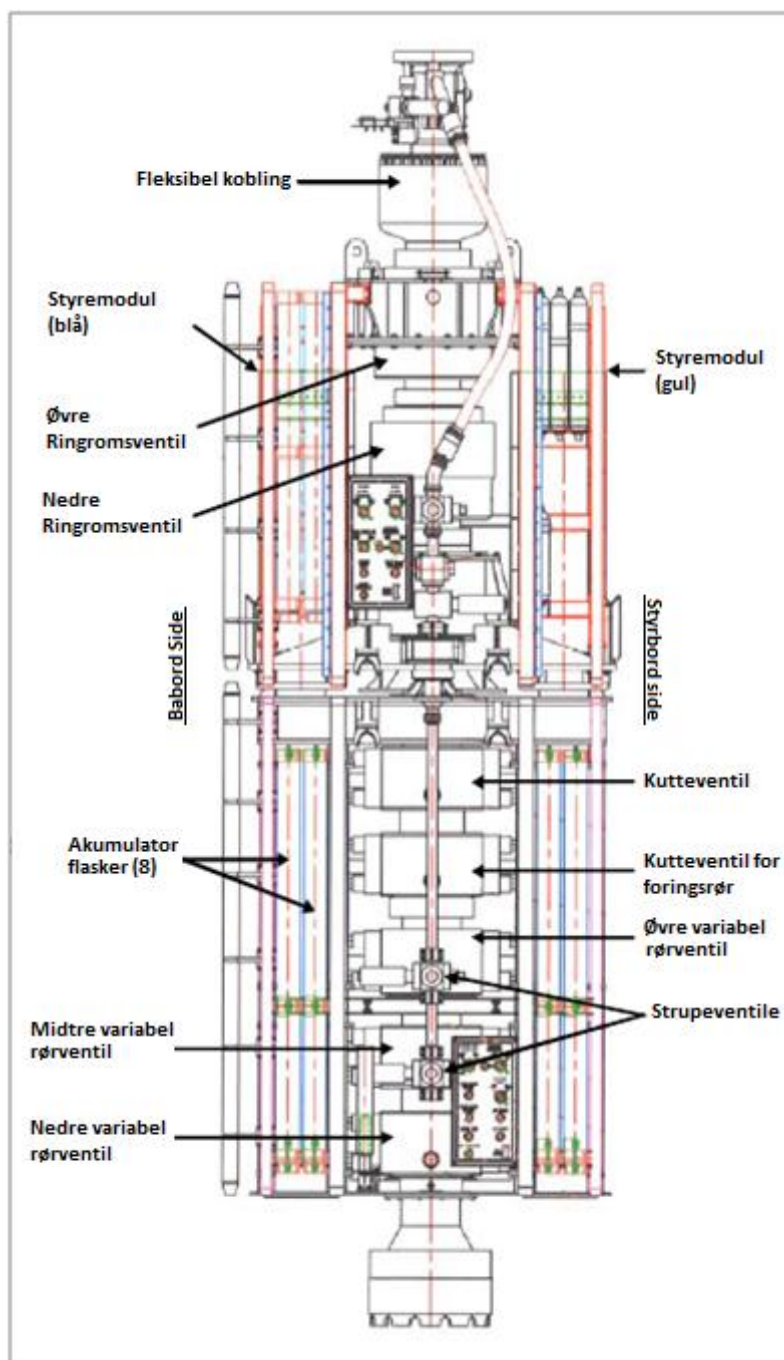 Fleksibel kobling
Styremodul
(blå)
Styremodul
(gul)
Øvre
Ringromsventil
Nedre
Ringromsventil
Babord Side
Styrbord side
Kutteventil
Akumulator
flasker (8)
Kutteventil for
foringsrør
Øvre variabel
rørventil
Strupeventile
Midtre variabel
rørventil
Nedre variabel
rørventil